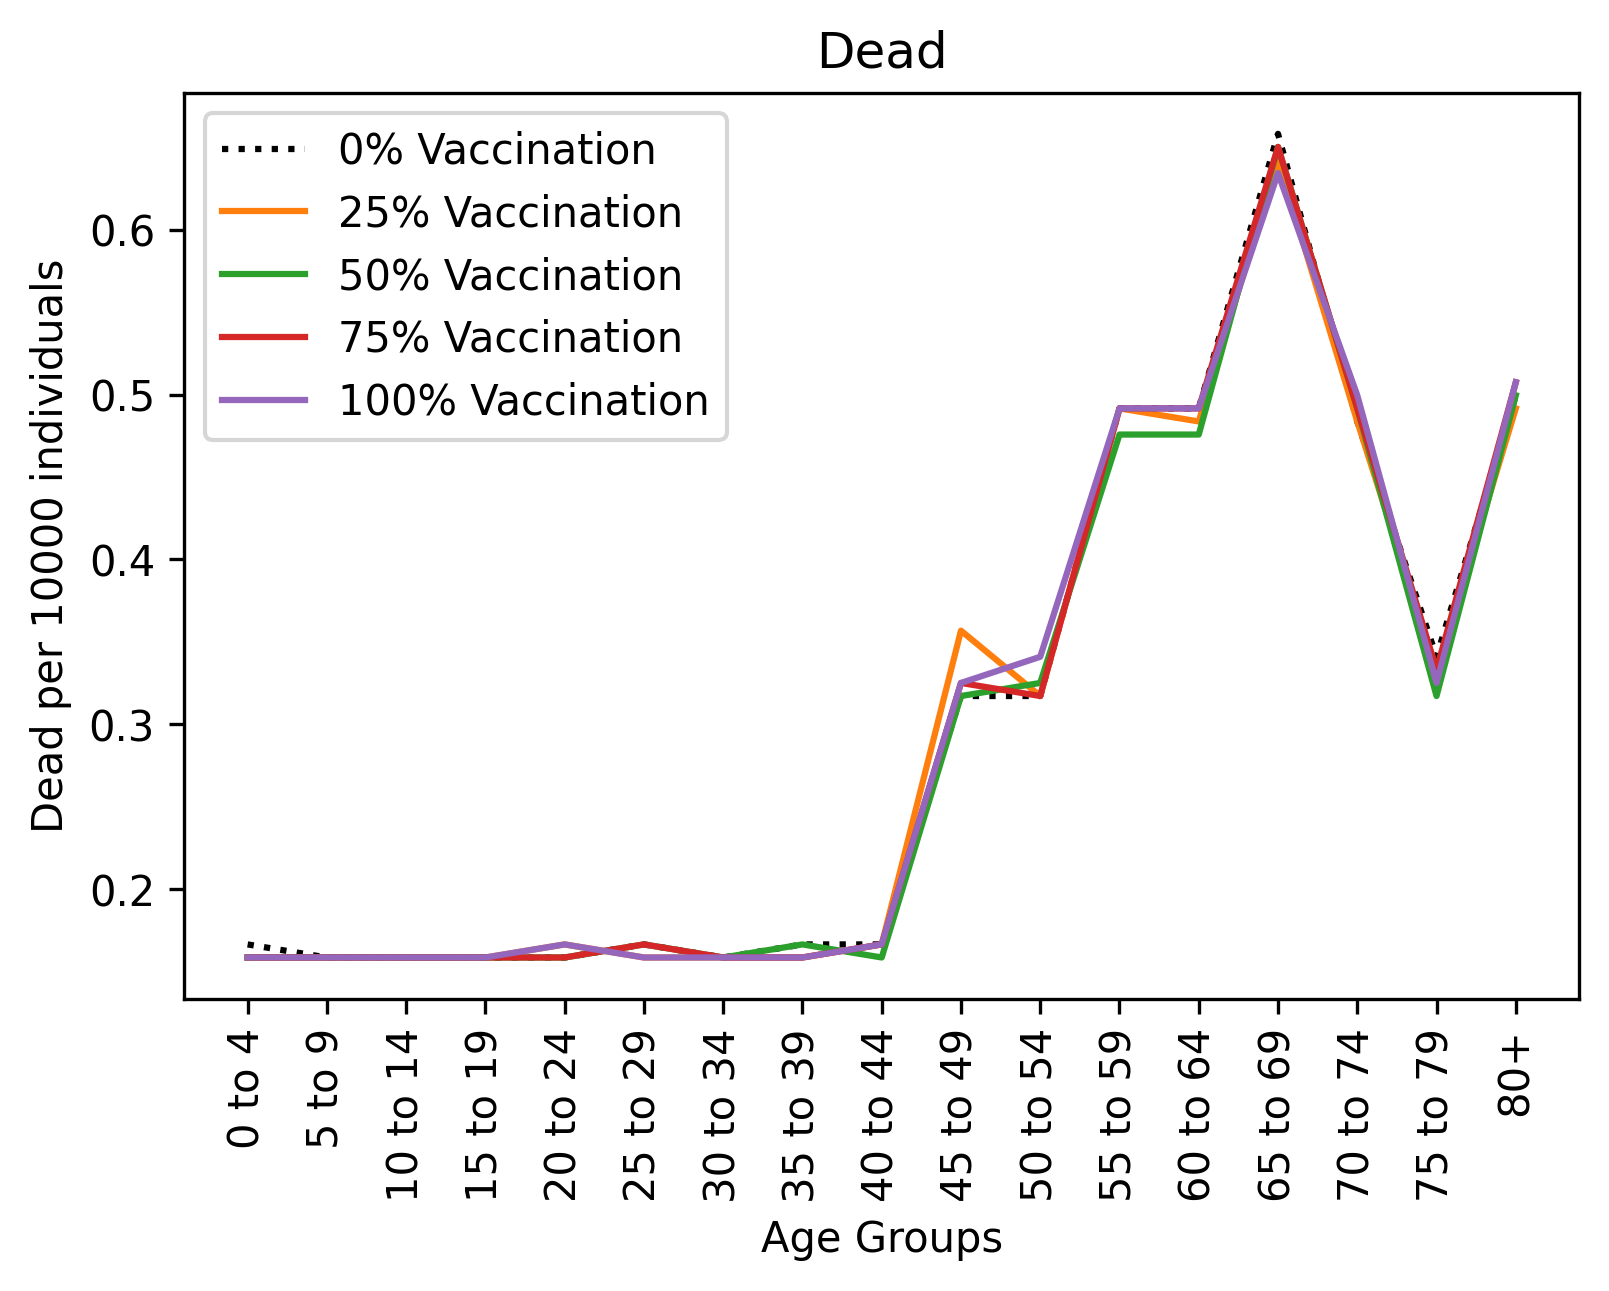 Dead
0% Vaccination
25% Vaccination
50% Vaccination
75% Vaccination
100% Vaccination
Dead per 10000 individuals
0.6
0.5
0.4
0.3
0.2
0 to 4
5 to 9
10 to 14
15 to 19
20 to 24
25 to 29
30 to 34
35 to 39
40 to 44
45 to 49
50 to 54
55 to 59
60 to 64
65 to 69
70 to 74
75 to 79
80+
Age Groups